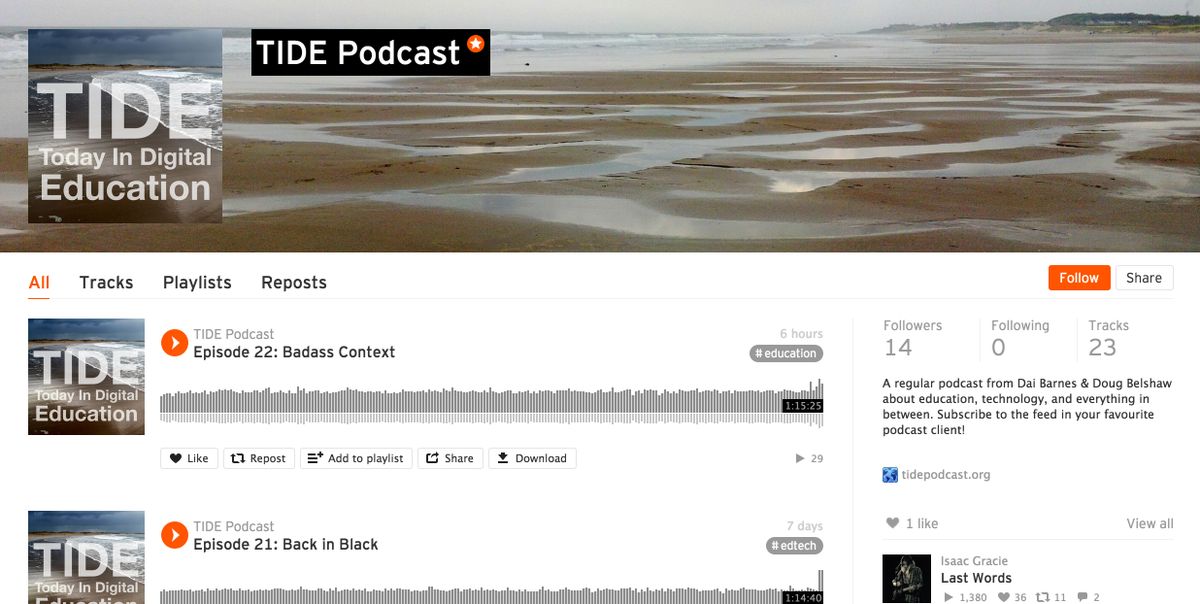 TIDE
Today In Digital
Education
TIDE Podcast
All Tracks Playlists Reposts
Follow Share
TIDE
Today In Digital
Education
TIDE Podcast
Episode 22: Badass Context
6 hours
# education
1:15:25
Like Repost Add to playlist Share Download
29
TIDE
Today In Digital
Education
TIDE Podcast
Episode 21: Back in Black
7 days
# edtech
1:14:40
Followers Following Tracks
14 0 23
A regular podcast from Dai Barnes & Doug Belshaw
about education, technology, and everything in
between. Subscribe to the feed in your favourite
podcast client!
tidepodcast.org
1 like View all
Isaac Gracie
Last Words
1,380 36 11 2